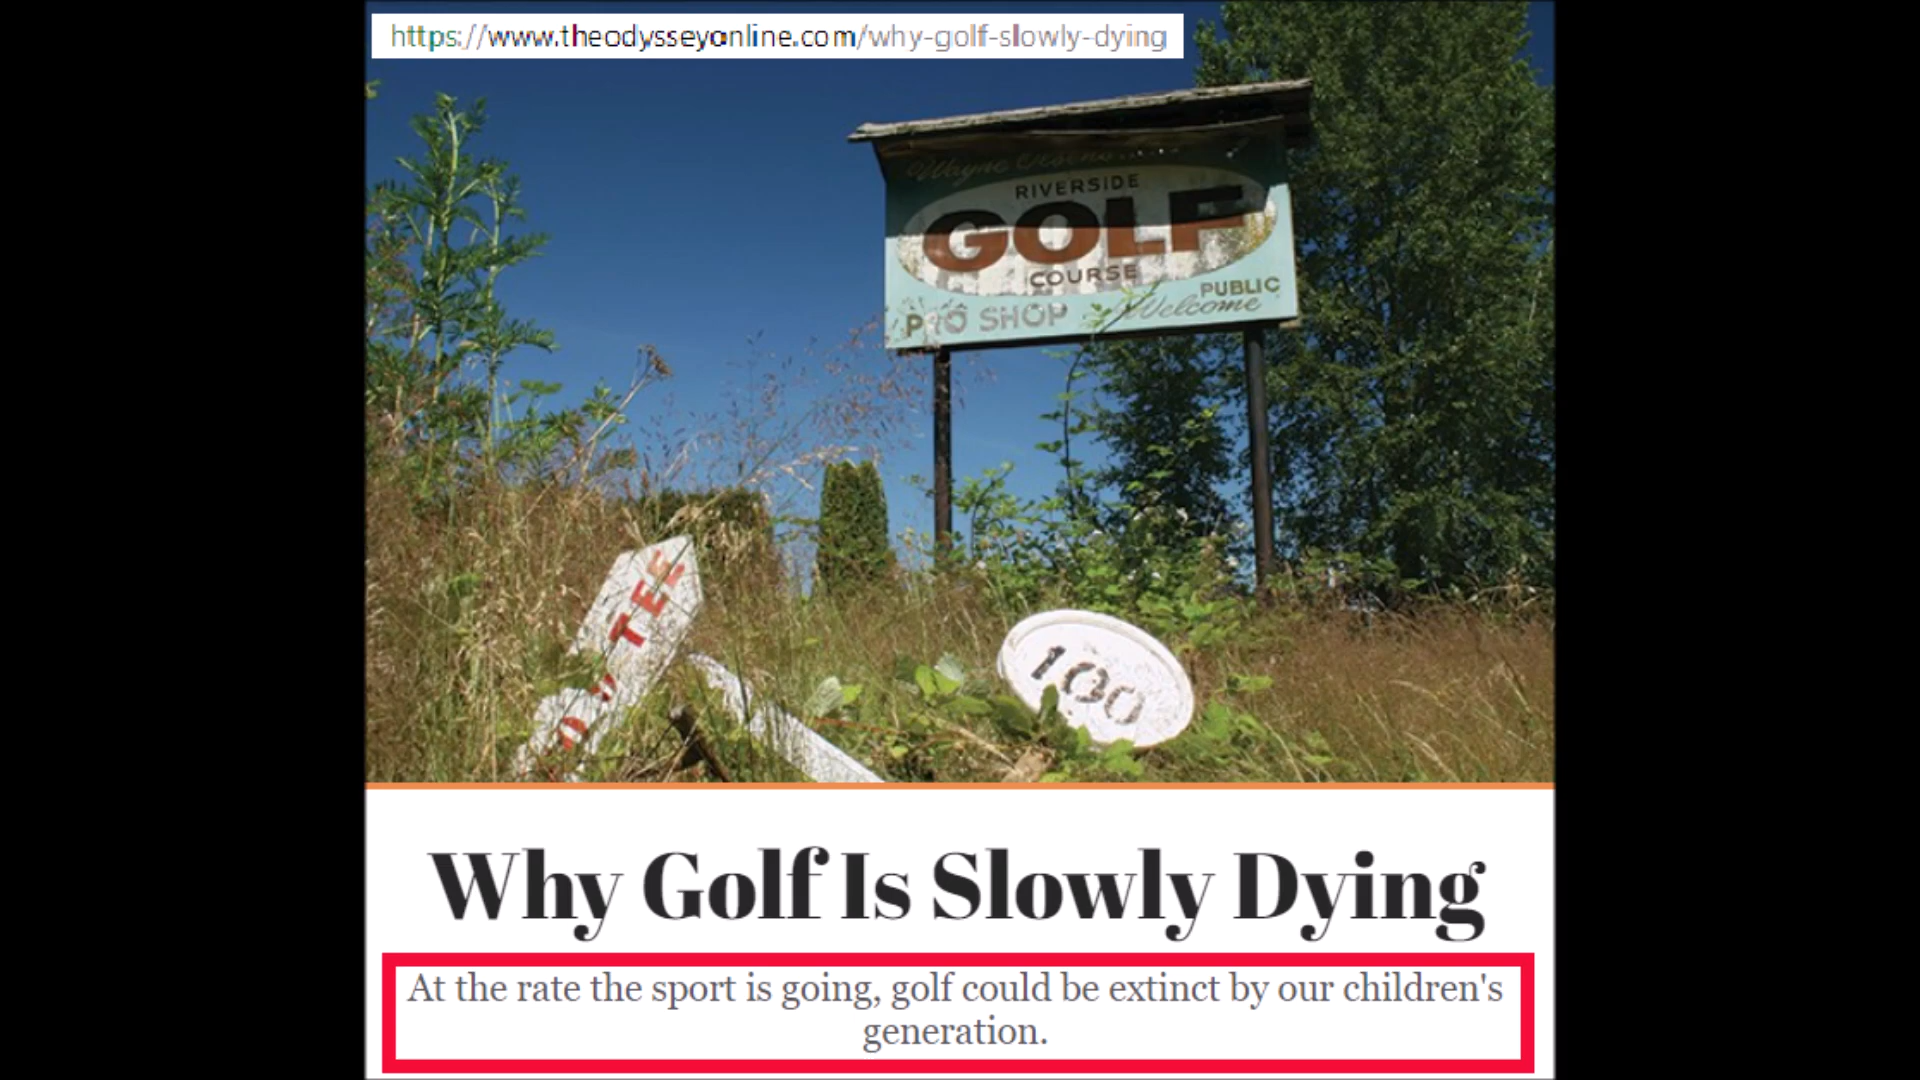 https://www.theodysseyonline.com/why-golf-slowly-dying
RIVERSIDE
GOLF
COURSE
PUBLIC
PRO SHOP Welcome
TEE
100
Why Golf Is Slowly Dying
At the rate the sport is going, golf could be extinct by our children's
generation.